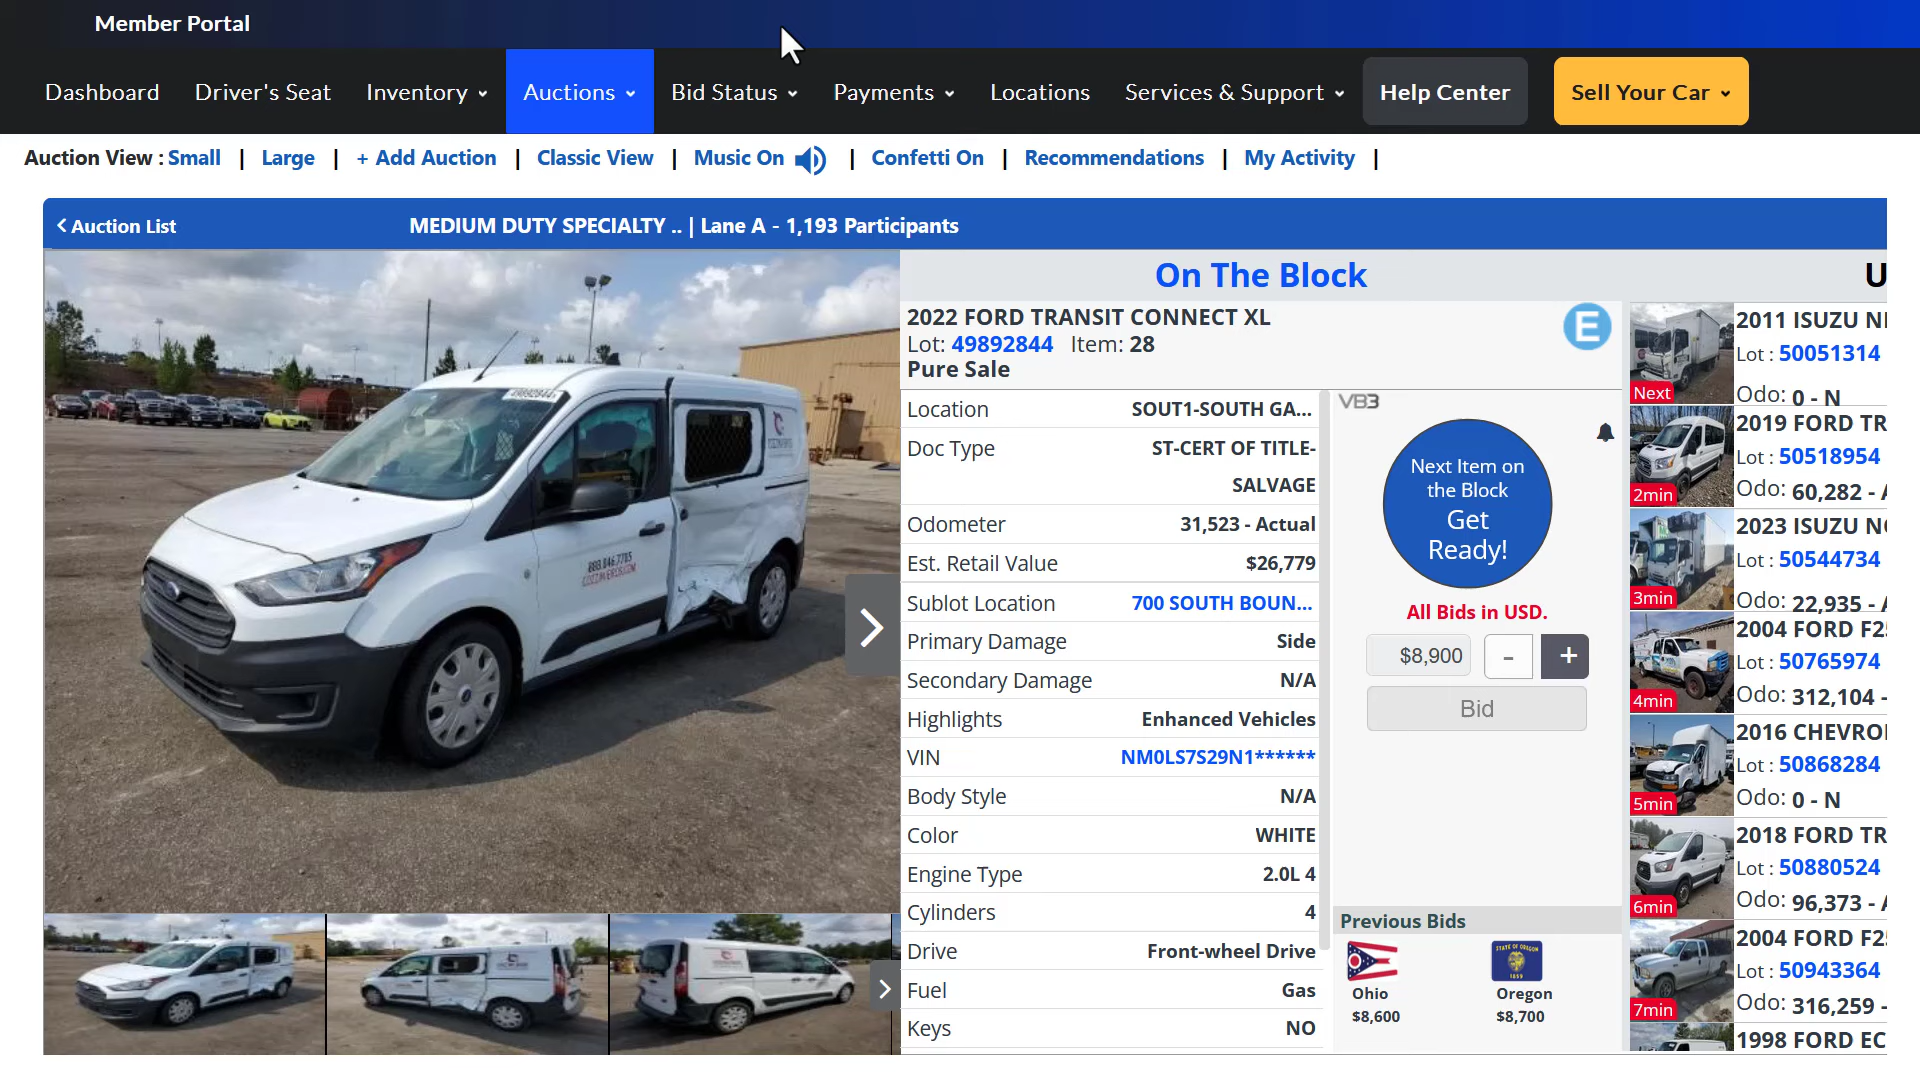 Member Portal
Dashboard
Driver's Seat
Inventory
Auctions
Bid Status
Payments
Locations
Services & Support
Help Center
Sell Your Car
Auction View : Small | Large | + Add Auction | Classic View | Music On | Confetti On | Recommendations | My Activity |
Auction List
MEDIUM DUTY SPECIALTY .. | Lane A - 1,193 Participants
On The Block
2022 FORD TRANSIT CONNECT XL
Lot: 49892844 Item: 28
Pure Sale
E
Location SOUT1-SOUTH GA...
Doc Type ST-CERT OF TITLE-
SALVAGE
Odometer 31,523 - Actual
Est. Retail Value $26,779
Sublot Location 700 SOUTH BOUN...
Primary Damage Side
Secondary Damage N/A
Highlights Enhanced Vehicles
VIN NM0LS7S29N1******
Body Style N/A
Color WHITE
Engine Type 2.0L 4
Cylinders 4
Drive Front-wheel Drive
Fuel Gas
Keys NO
VB3
Next Item on
the Block
Get
Ready!
All Bids in USD.
$8,900 - +
Bid
Previous Bids
Ohio
$8,600
Oregon
$8,700
U
2011 ISUZU N
Lot : 50051314
Odo: 0 - N
Next
2019 FORD TR
Lot : 50518954
Odo: 60,282 - A
2min
2023 ISUZU N
Lot : 50544734
Odo: 22,935 - A
3min
2004 FORD F25
Lot : 50765974
Odo: 312,104 -
4min
2016 CHEVRO
Lot : 50868284
Odo: 0 - N
5min
2018 FORD TR
Lot : 50880524
Odo: 96,373 - A
6min
2004 FORD F25
Lot : 50943364
Odo: 316,259 -
7min
1998 FORD EC
49892844
888.846.7785